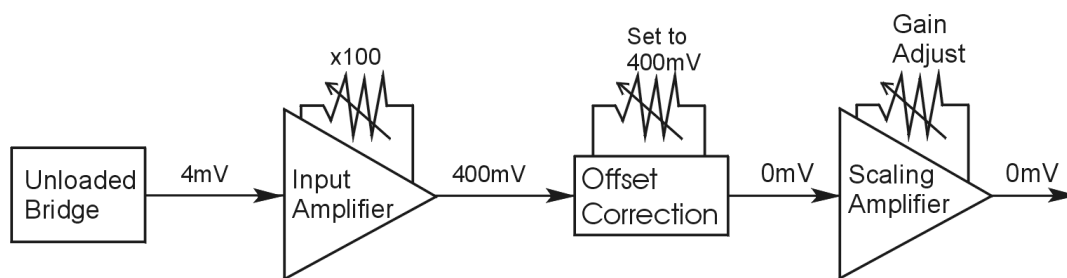 Unloaded
Bridge
4mV
x100
Input
Amplifier
400mV
Set to
400mV
Offset
Correction
0mV
Gain
Adjust
Scaling
Amplifier
0mV